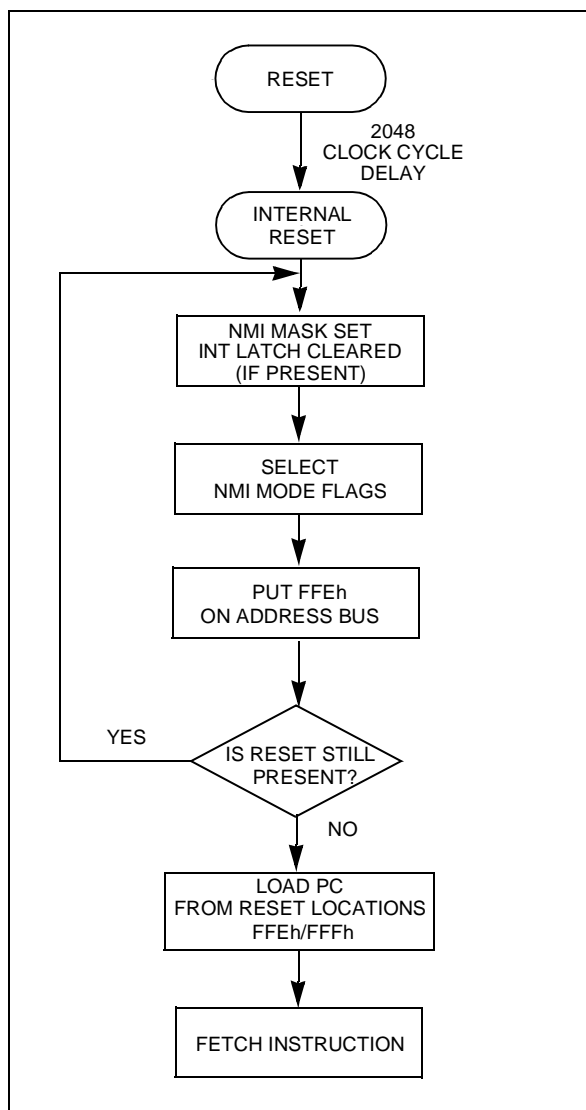 RESET
2048
CLOCK CYCLE
DELAY
INTERNAL
RESET
NMI MASK SET
INT LATCH CLEARED
(IF PRESENT)
SELECT
NMI MODE FLAGS
PUT FFEh
ON ADDRESS BUS
YES
IS RESET STILL
PRESENT?
NO
LOAD PC
FROM RESET LOCATIONS
FFEh/FFFh
FETCH INSTRUCTION